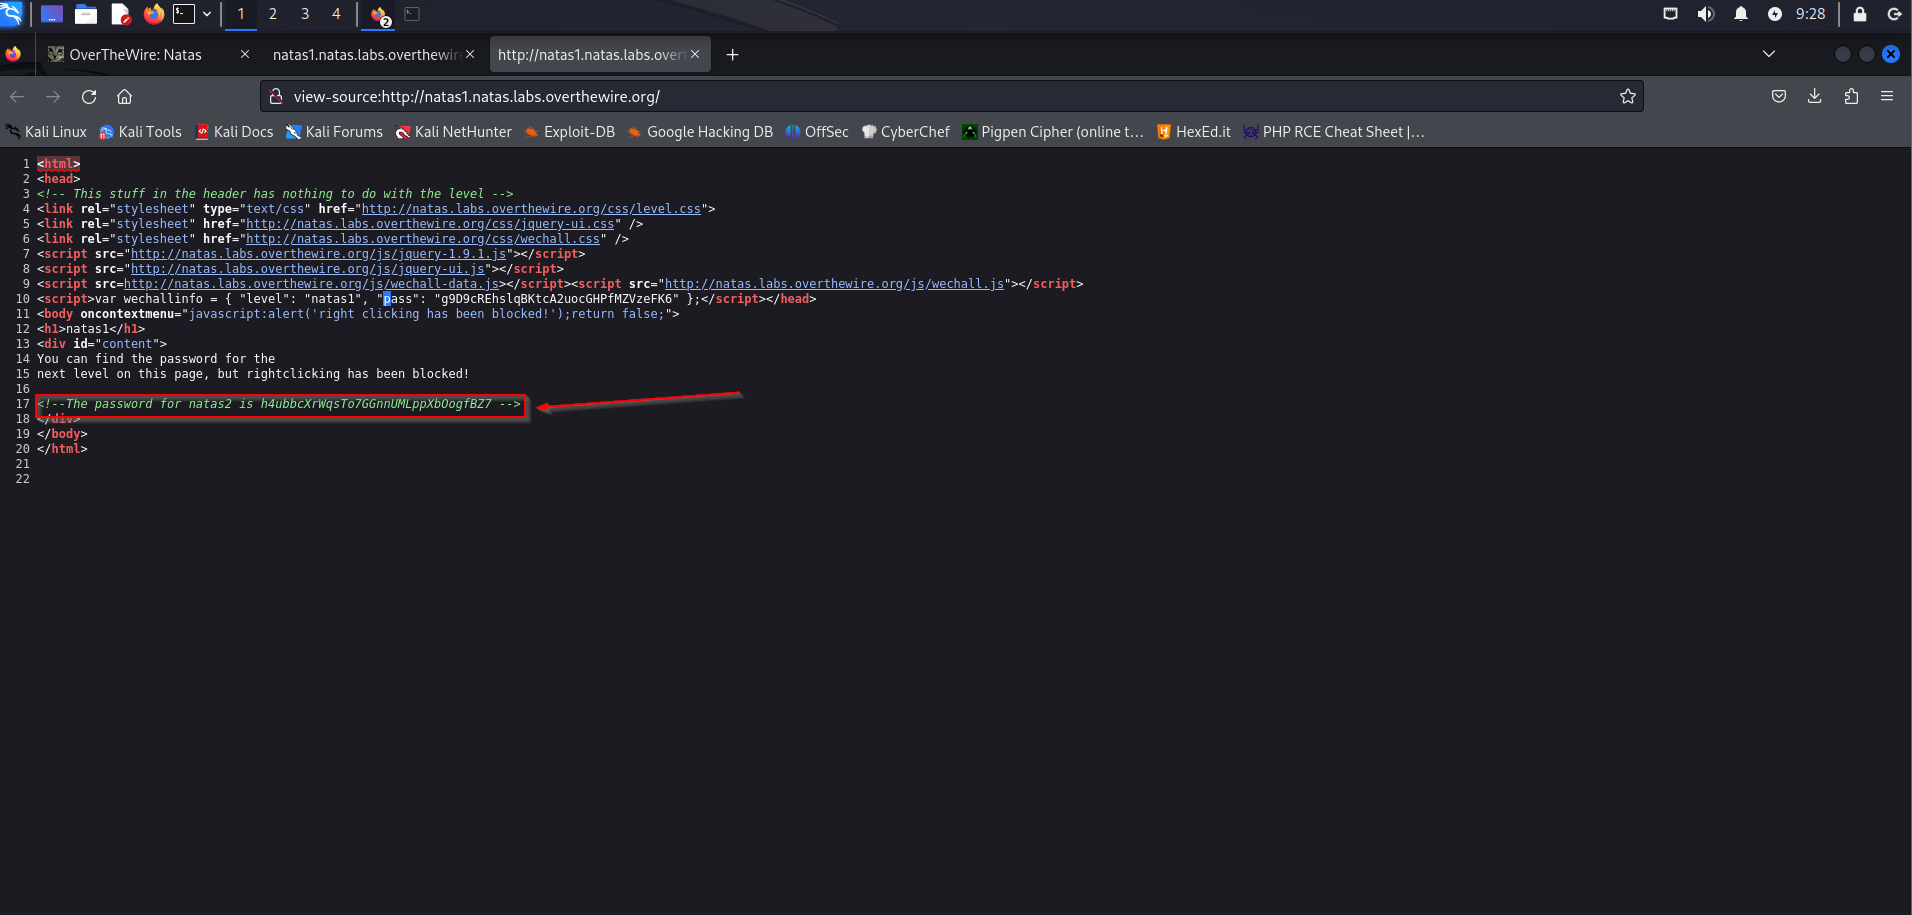 1
2
3
4
2
9:28
OverTheWire: Natas
natas1.natas.labs.overthewire
http://natas1.natas.labs.overt
view-source:http://natas1.natas.labs.overthewire.org/
Kali Linux
Kali Tools
Kali Docs
Kali Forums
Kali NetHunter
Exploit-DB
Google Hacking DB
OffSec
CyberChef
Pigpen Cipher (online t…
HexEd.it
PHP RCE Cheat Sheet |…
1 <html>
2 <head>
3 <!-- This stuff in the header has nothing to do with the level -->
4 <link rel="stylesheet" type="text/css" href="http://natas.labs.overthewire.org/css/level.css">
5 <link rel="stylesheet" href="http://natas.labs.overthewire.org/css/jquery-ui.css" />
6 <link rel="stylesheet" href="http://natas.labs.overthewire.org/css/wechall.css" />
7 <script src="http://natas.labs.overthewire.org/js/jquery-1.9.1.js"></script>
8 <script src="http://natas.labs.overthewire.org/js/jquery-ui.js"></script>
9 <script src=http://natas.labs.overthewire.org/js/wechall-data.js></script><script src="http://natas.labs.overthewire.org/js/wechall.js"></script>
10 <script>var wechallinfo = { "level": "natas1", "pass": "g9D9cREhslqBKtcA2uocGHPfMZVzeFK6" };</script></head>
11 <body oncontextmenu="javascript:alert('right clicking has been blocked!');return false;">
12 <h1>natas1</h1>
13 <div id="content">
14 You can find the password for the
15 next level on this page, but rightclicking has been blocked!
16
17 <!--The password for natas2 is h4ubbcXrWqsTo7GGnnUMLppXbOogfBZ7 -->
18 </div>
19 </body>
20 </html>
21
22